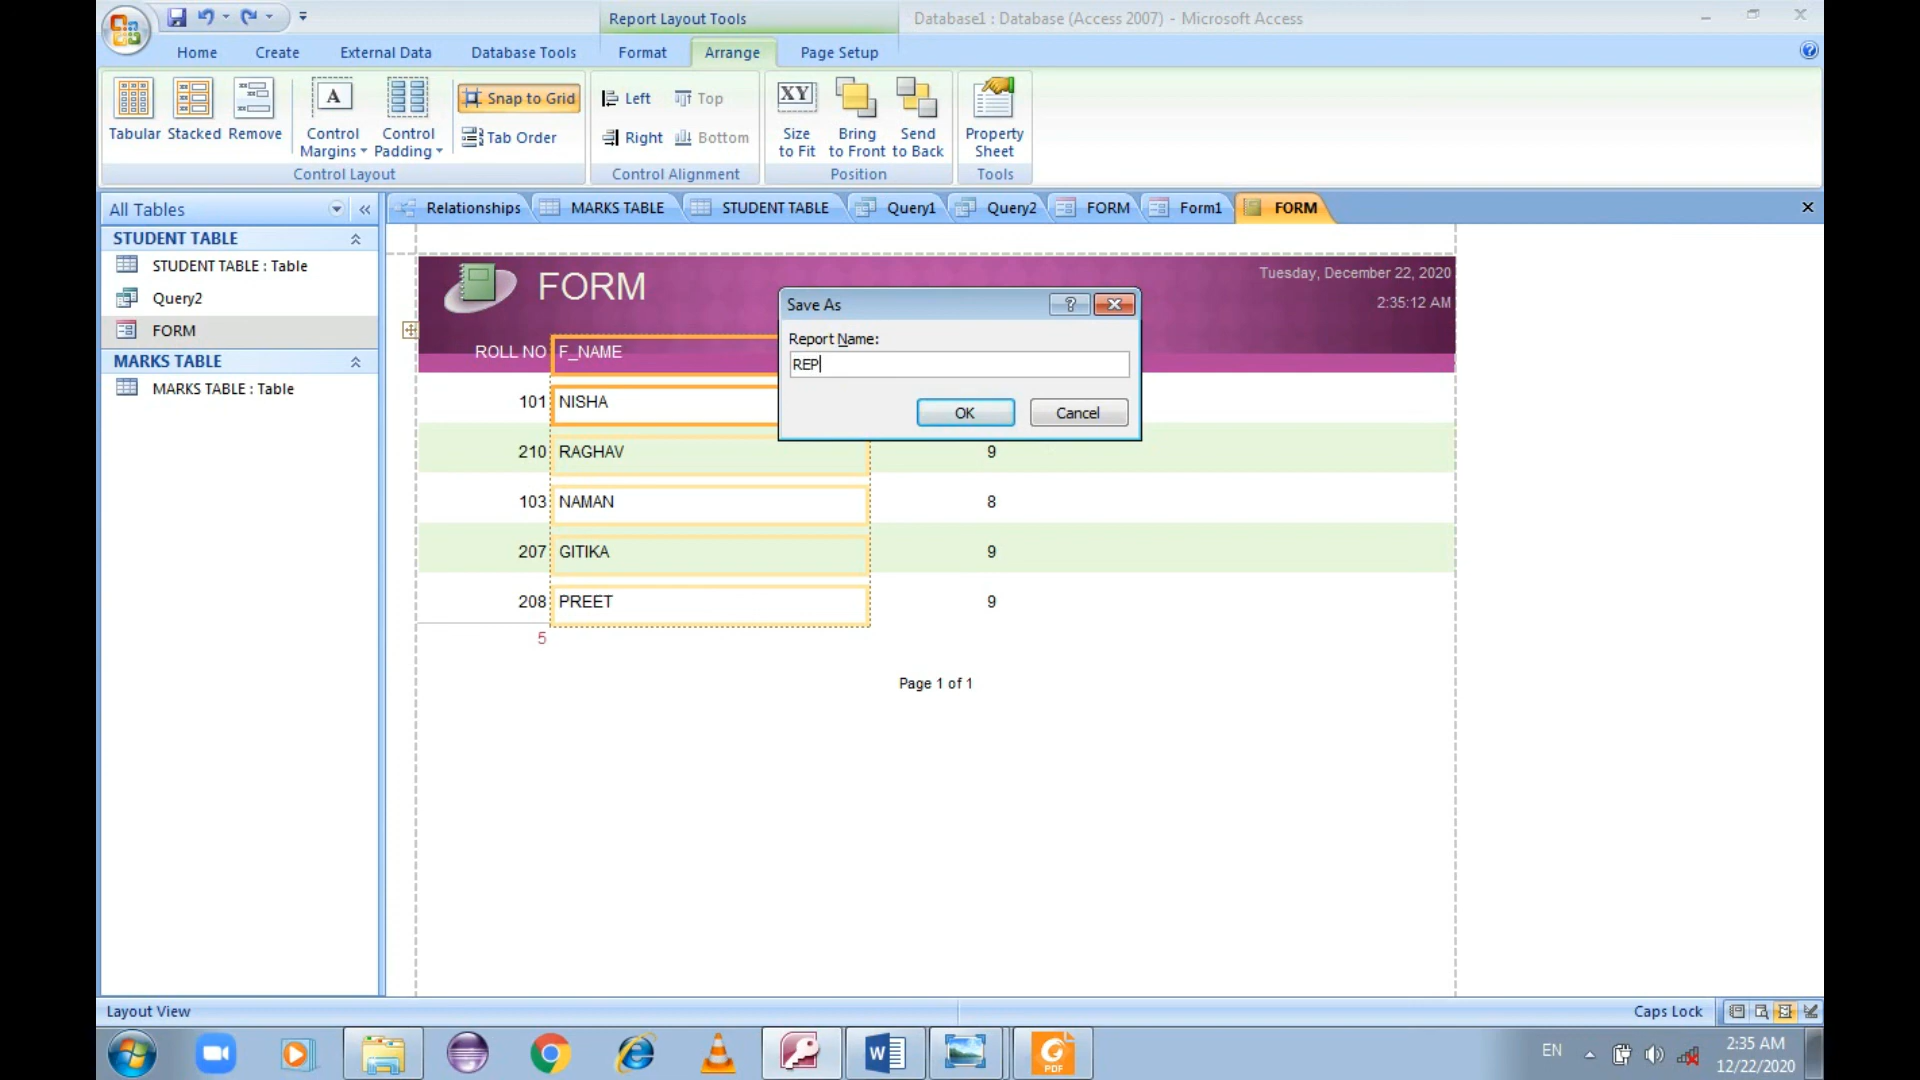 Report Layout Tools
Database1 : Database (Access 2007) - Microsoft Access
Home Create External Data Database Tools Format Arrange Page Setup
Tabular Stacked Remove
A Control Margins
Control Padding
Snap to Grid
Tab Order
Control Layout
Left Top
Right Bottom
Control Alignment
XY Size to Fit
Bring to Front
Send to Back
Position
Property Sheet
Tools
All Tables
Relationships MARKS TABLE STUDENT TABLE Query1 Query2 FORM Form1 FORM
STUDENT TABLE
STUDENT TABLE : Table
Query2
FORM
MARKS TABLE
MARKS TABLE : Table
FORM
Tuesday, December 22, 2020
2:35:12 AM
ROLL NO F_NAME
101 NISHA
210 RAGHAV 9
103 NAMAN 8
207 GITIKA 9
208 PREET 9
5
Page 1 of 1
Save As
Report Name:
REP
OK Cancel
Layout View
Caps Lock
W
G
PDF
EN
2:35 AM
12/22/2020